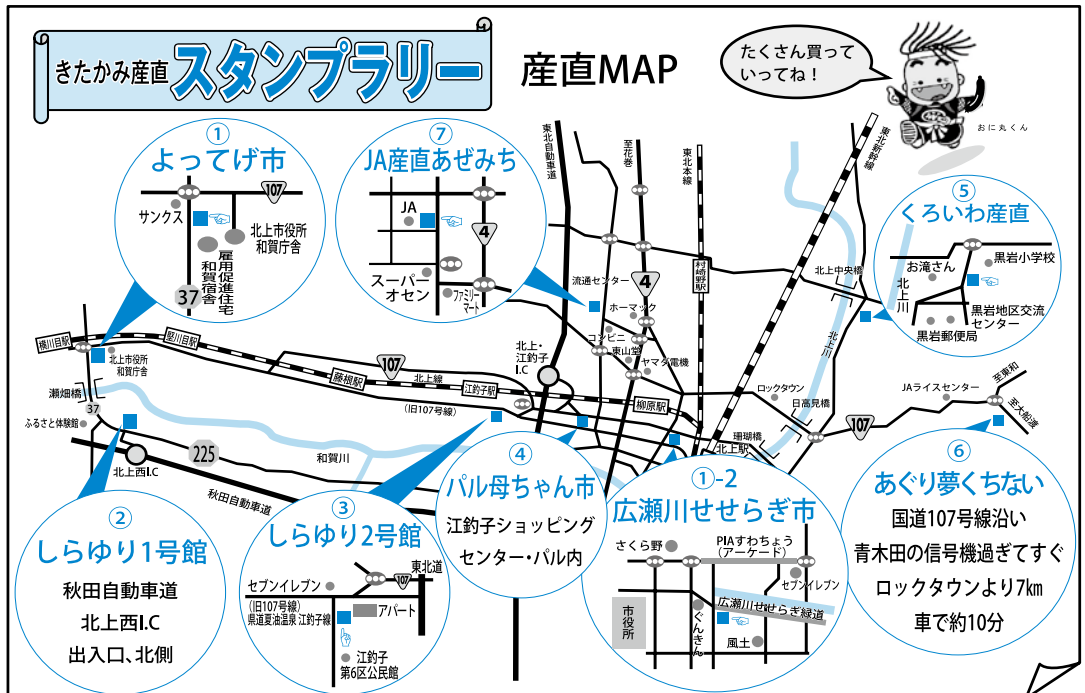 きたかみ産直 スタンプラリー
産直MAP
たくさん買って
いってね！
おに丸くん
①
よってげ市
107
サンクス
北上市役所
和賀庁舎
雇用促進住宅
和賀宿舎
37
⑦
JA産直あぜみち
JA
4
スーパー
オセン
ファミリー
マート
東北自動車道
至花巻
東北本線
東北新幹線
⑤
くろいわ産直
お滝さん
黒岩小学校
黒岩地区交流
センター
黒岩郵便局
北上中央橋
北上川
村崎野駅
流通センター
4
ホーマック
コンビニ
東山堂
ヤマダ電機
北上・
江釣子
I.C
横川目駅
北上市役所
和賀庁舎
竪川目駅
藤根駅
107
北上線
江釣子駅
(旧107号線)
柳原駅
ロックタウン
北上川
日高見橋
珊瑚橋
北上駅
107
JAライスセンター
至東和
至大船渡
瀬畑橋
37
ふるさと体験館
北上西I.C
225
和賀川
秋田自動車道
②
しらゆり1号館
秋田自動車道
北上西I.C
出入口、北側
③
しらゆり2号館
セブンイレブン
107
東北道
(旧107号線)
県道夏油温泉 江釣子線
アパート
江釣子
第6区公民館
④
パル母ちゃん市
江釣子ショッピング
センター・パル内
①-2
広瀬川せせらぎ市
さくら野
PIAすわちょう
(アーケード)
セブンイレブン
広瀬川せせらぎ緑道
市役所
ぐんきん
風土
⑥
あぐり夢くちない
国道107号線沿い
青木田の信号機過ぎてすぐ
ロックタウンより7㎞
車で約10分